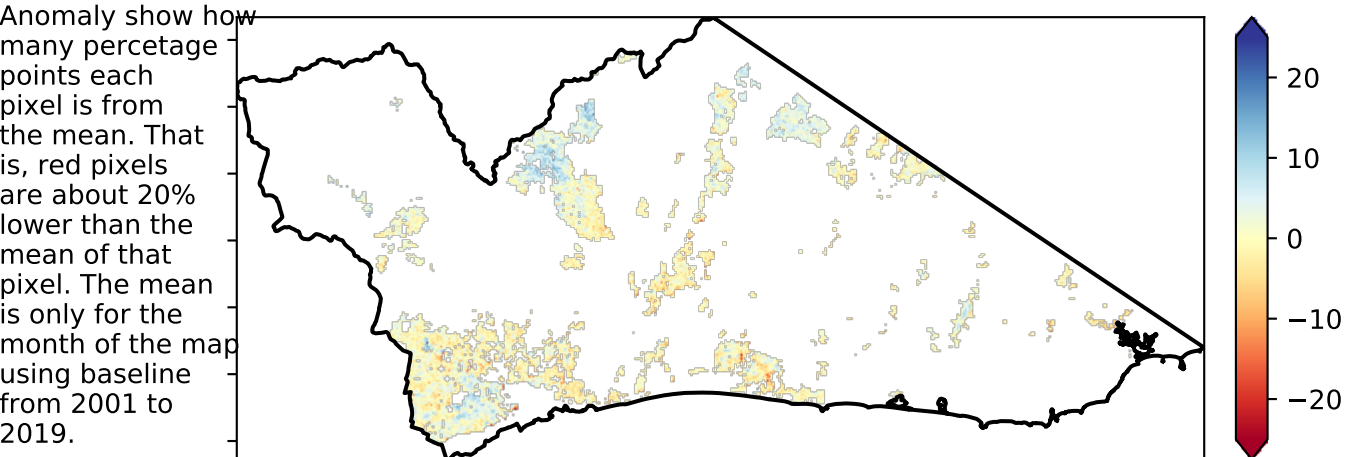 Anomaly show how
many percetage
points each
pixel is from
the mean. That
is, red pixels
are about 20%
lower than the
mean of that
pixel. The mean
is only for the
month of the map
using baseline
from 2001 to
2019.
20
10
0
−10
−20